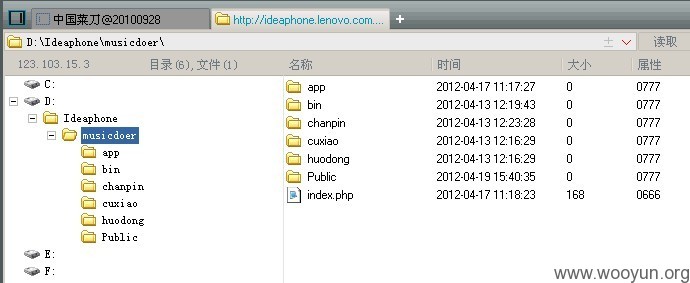 中国菜刀@20100928 http://ideaphone.lenovo.com....
D:\Ideaphone\musicdoer\ 读取
123.103.15.3 目录(6),文件(1) 名称 时间 大小 属性
C: app 2012-04-17 11:17:27 0 0777
D: bin 2012-04-13 12:19:43 0 0777
Ideaphone chanpin 2012-04-13 12:23:28 0 0777
musicdoer cuxiao 2012-04-13 12:16:29 0 0777
app huodong 2012-04-13 12:16:29 0 0777
bin Public 2012-04-19 15:40:35 0 0777
chanpin index.php 2012-04-17 11:18:23 168 0666
cuxiao
huodong
Public
E:
F:
www.wooyun.org